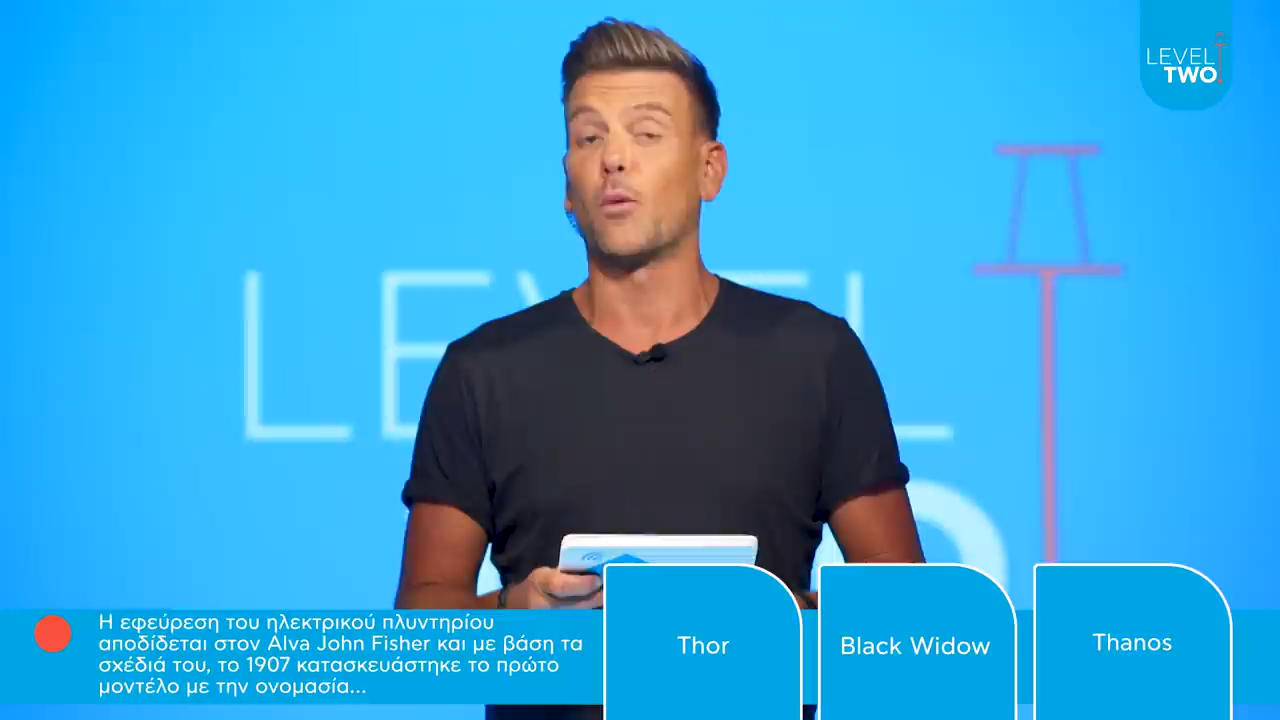 LEVEL
TWO
LEVEL
Η εφεύρεση του ηλεκτρικού πλυντηρίου
αποδίδεται στον Alva John Fisher και με βάση τα
σχέδιά του, το 1907 κατασκευάστηκε το πρώτο
μοντέλο με την ονομασία...
Thor
Black Widow
Thanos